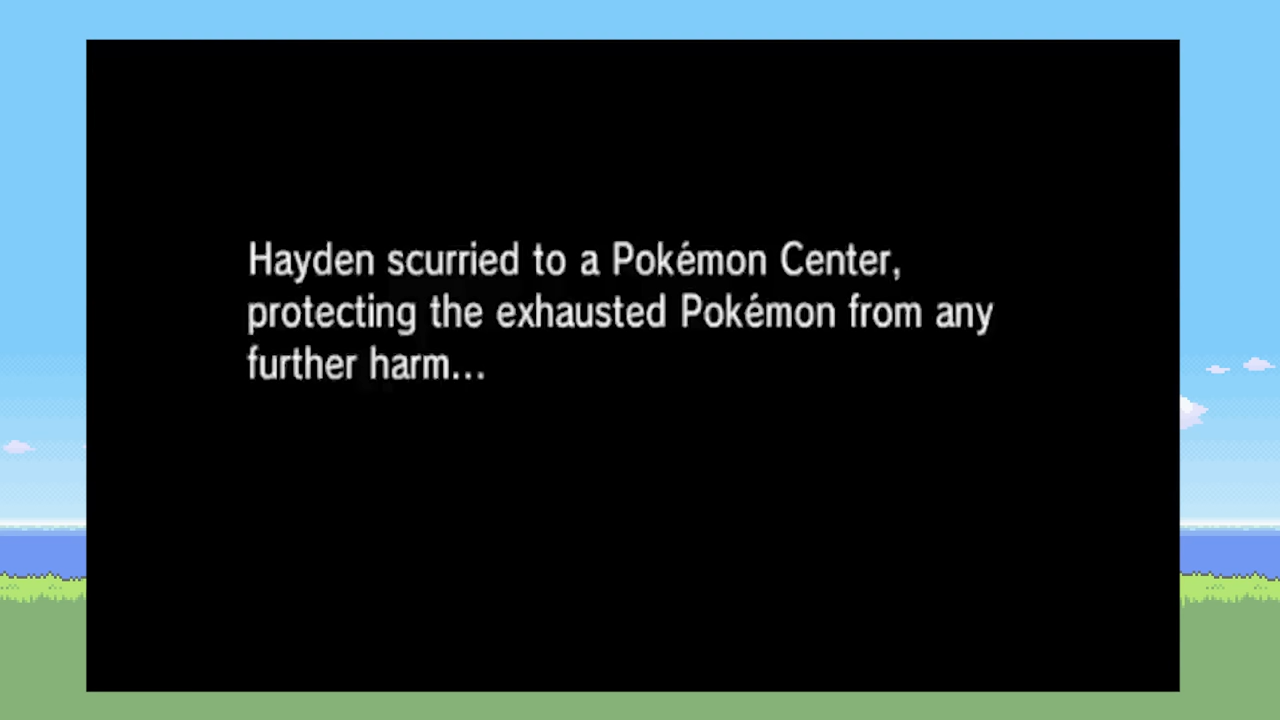 Hayden scurried to a Pokémon Center,
protecting the exhausted Pokémon from any
further harm...